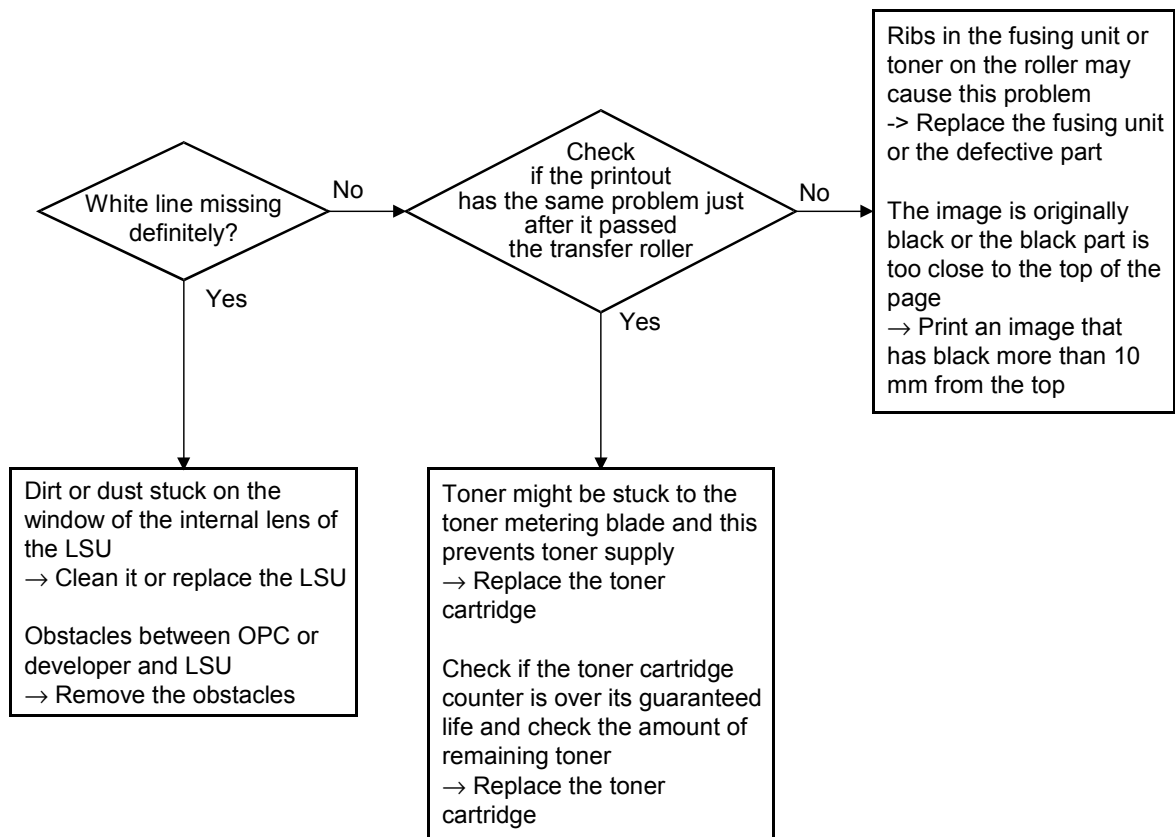 White line missing
definitely?
No
Yes
Check
if the printout
has the same problem just
after it passed
the transfer roller
No
Yes
Ribs in the fusing unit or
toner on the roller may
cause this problem
-> Replace the fusing unit
or the defective part
The image is originally
black or the black part is
too close to the top of the
page
→ Print an image that
has black more than 10
mm from the top
Dirt or dust stuck on the
window of the internal lens of
the LSU
→ Clean it or replace the LSU
Obstacles between OPC or
developer and LSU
→ Remove the obstacles
Toner might be stuck to the
toner metering blade and this
prevents toner supply
→ Replace the toner
cartridge
Check if the toner cartridge
counter is over its guaranteed
life and check the amount of
remaining toner
→ Replace the toner
cartridge